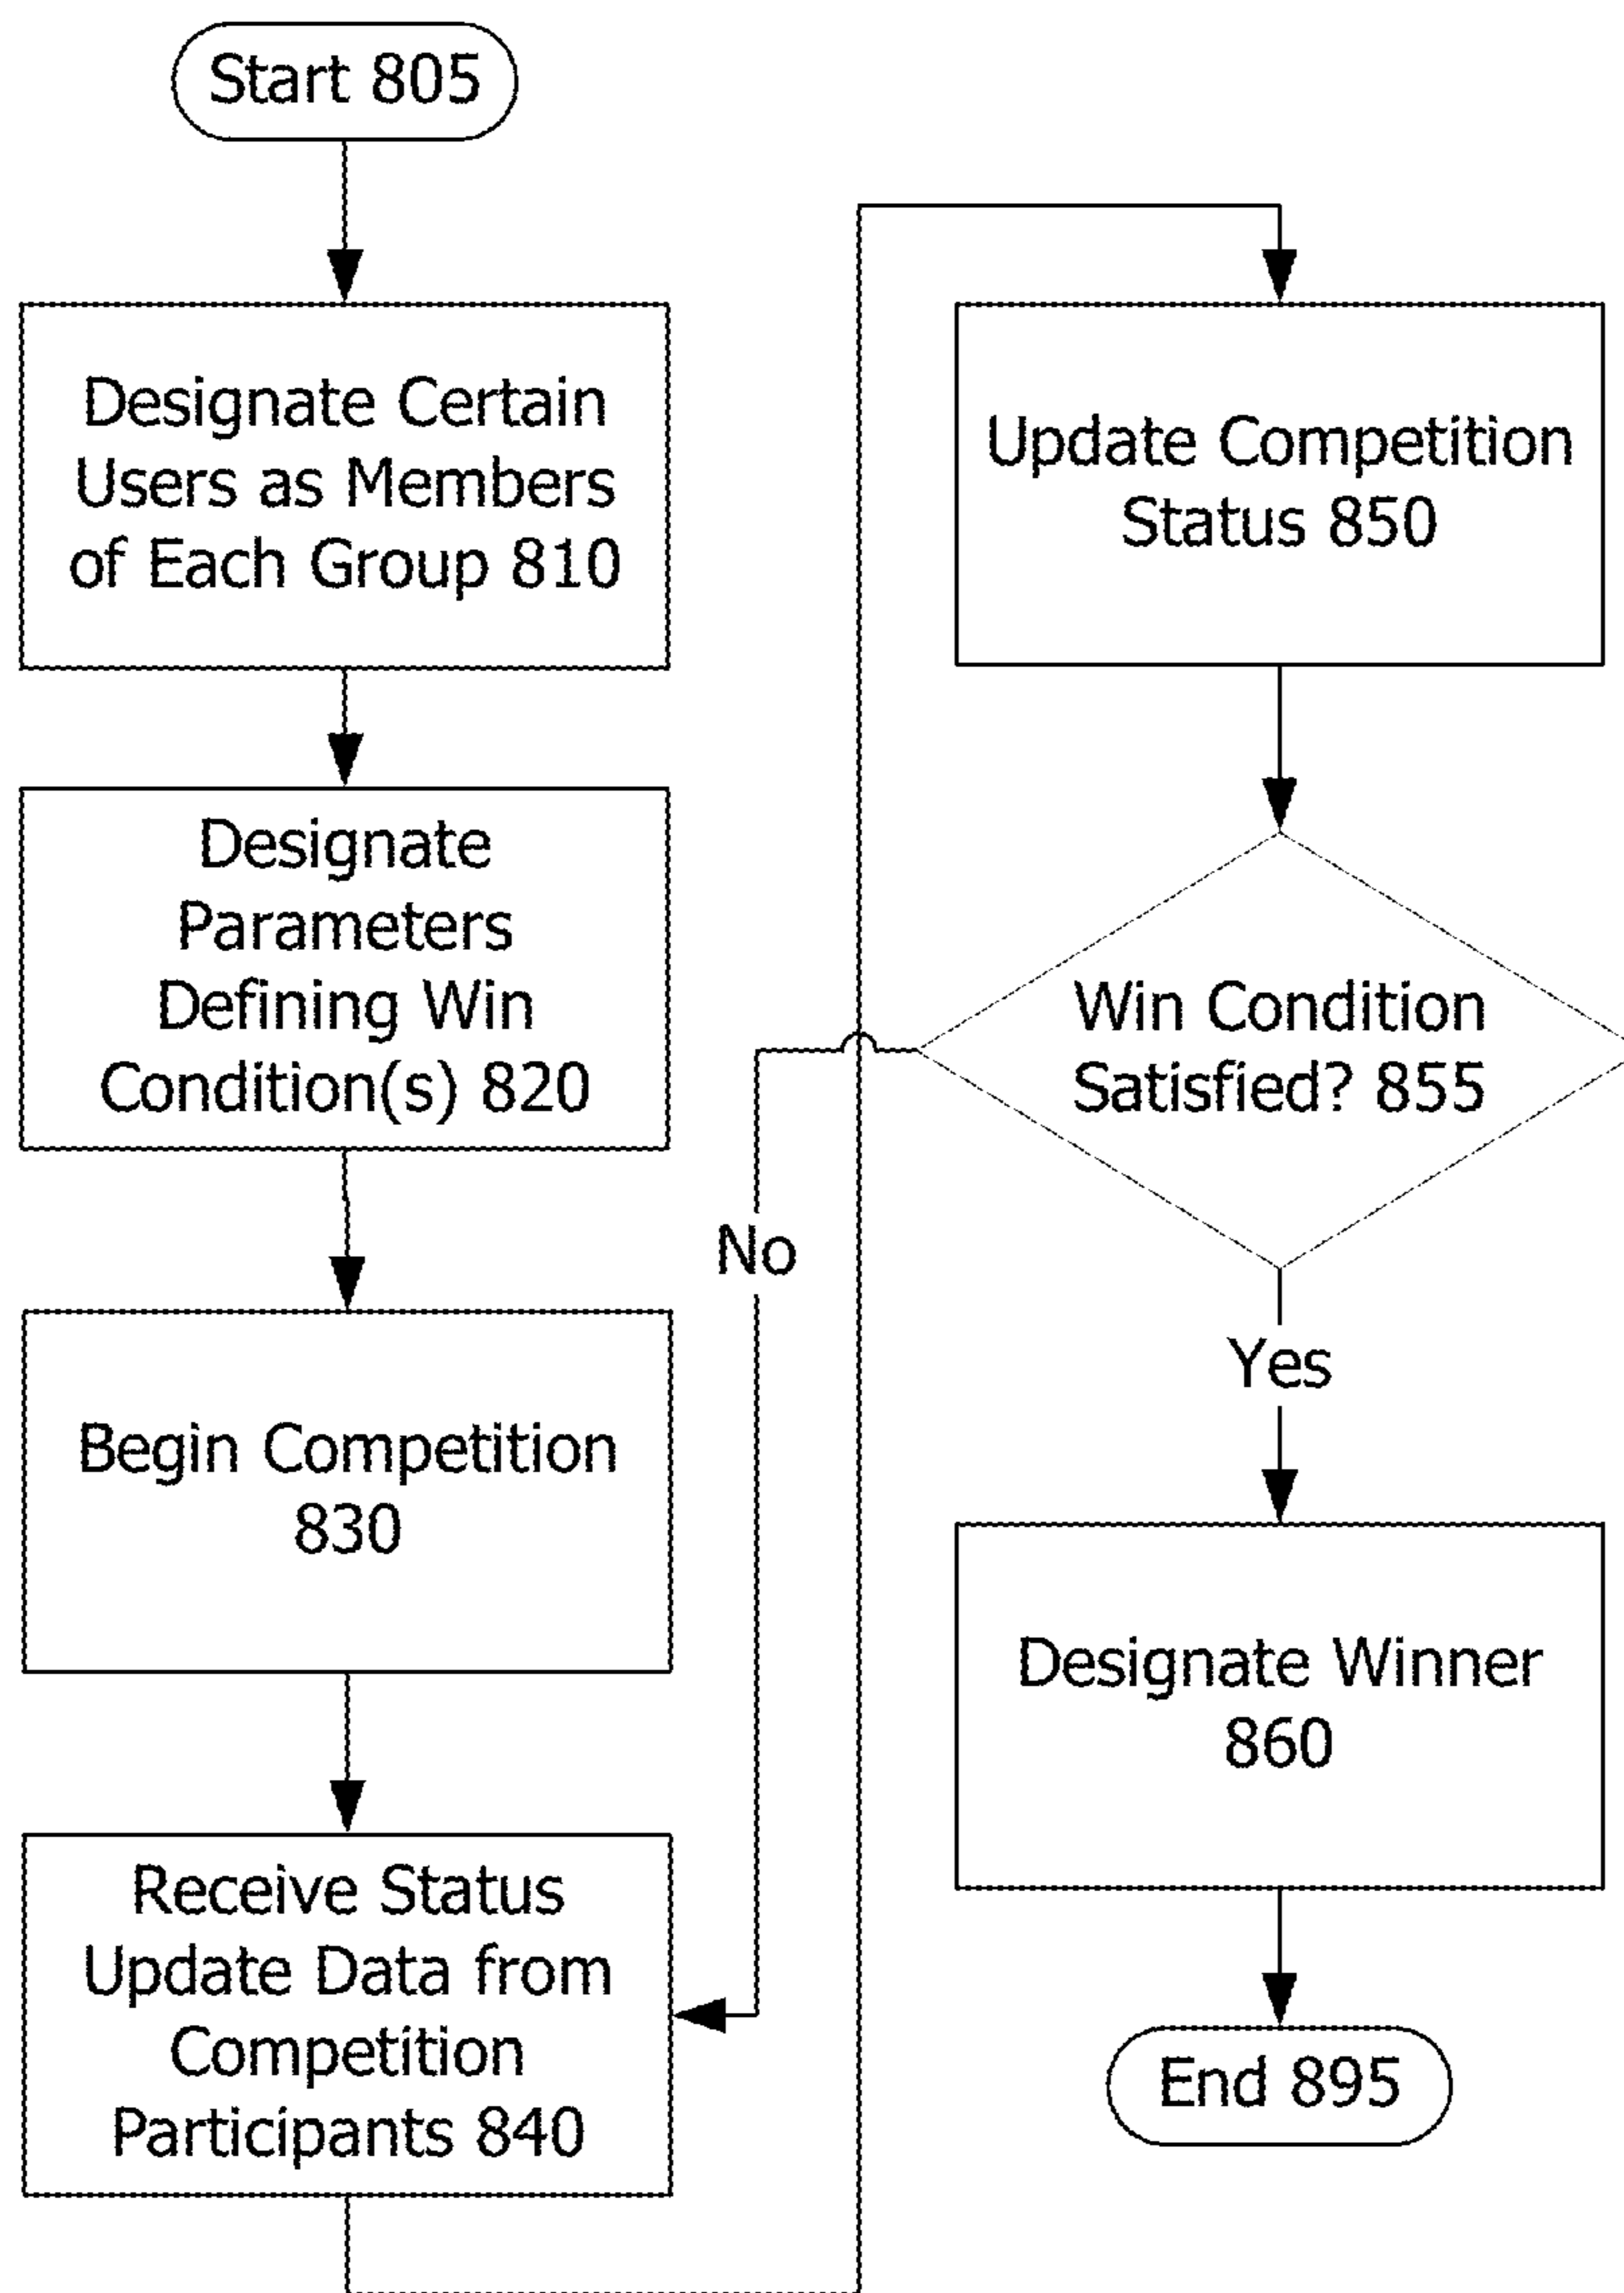 Start 805
Designate Certain
Users as Members
of Each Group 810
Designate
Parameters
Defining Win
Condition(s) 820
Begin Competition
830
Receive Status
Update Data from
Competition
Participants 840
Update Competition
Status 850
Win Condition
Satisfied? 855
No
Yes
Designate Winner
860
End 895